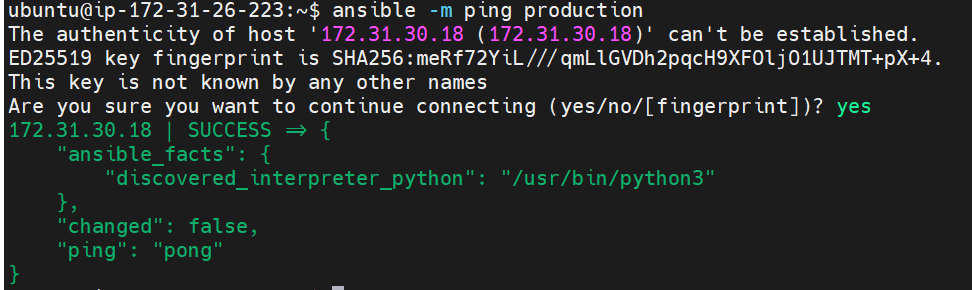 ubuntu@ip-172-31-26-223:~$ ansible -m ping production
The authenticity of host '172.31.30.18 (172.31.30.18)' can't be established.
ED25519 key fingerprint is SHA256:meRf72YiL///qmLlGVDh2pqcH9XFOljO1UJTMT+pX+4.
This key is not known by any other names
Are you sure you want to continue connecting (yes/no/[fingerprint])? yes
172.31.30.18 | SUCCESS => {
    "ansible_facts": {
        "discovered_interpreter_python": "/usr/bin/python3"
    },
    "changed": false,
    "ping": "pong"
}